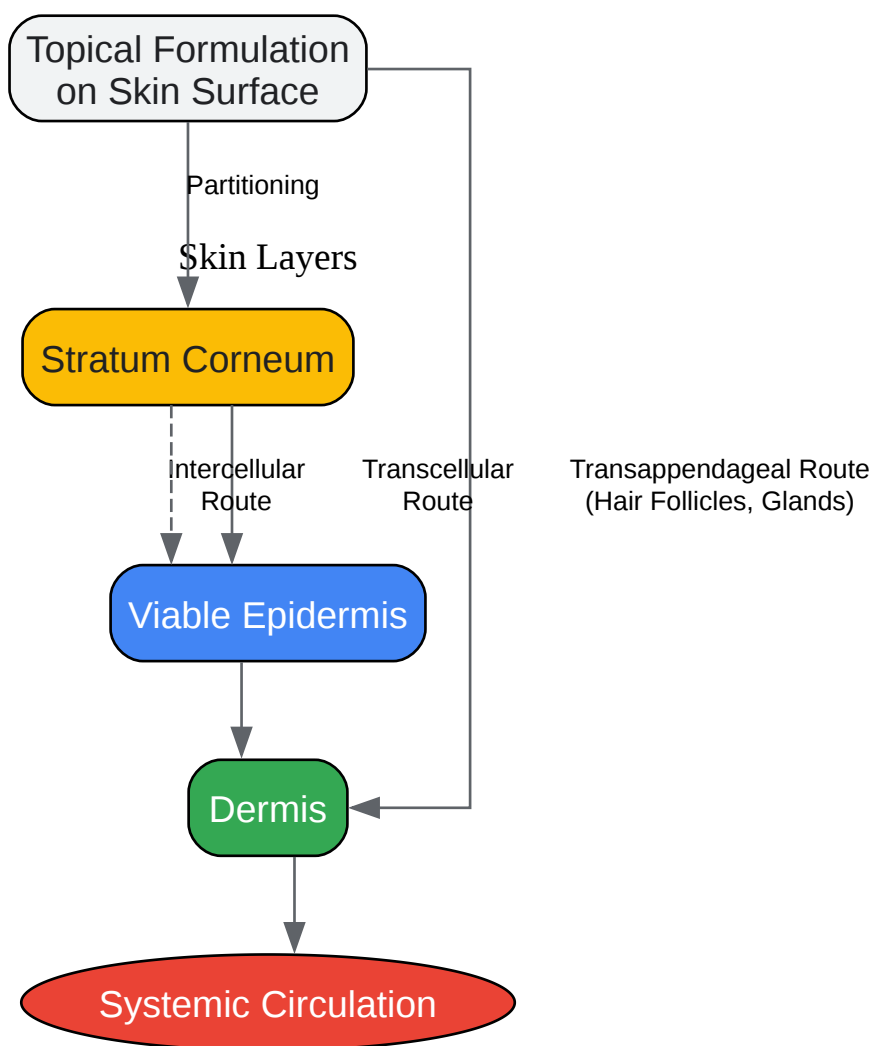 Topical Formulation
on Skin Surface
Partitioning
Skin Layers
Stratum Corneum
Intercellular
Route
Transcellular
Route
Transappendageal Route
(Hair Follicles, Glands)
Viable Epidermis
Dermis
Systemic Circulation